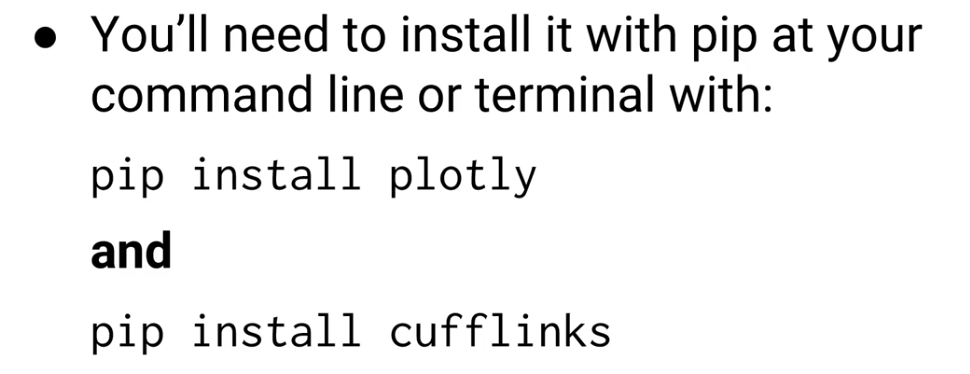 ● You’ll need to install it with pip at your
command line or terminal with:
pip install plotly
and
pip install cufflinks